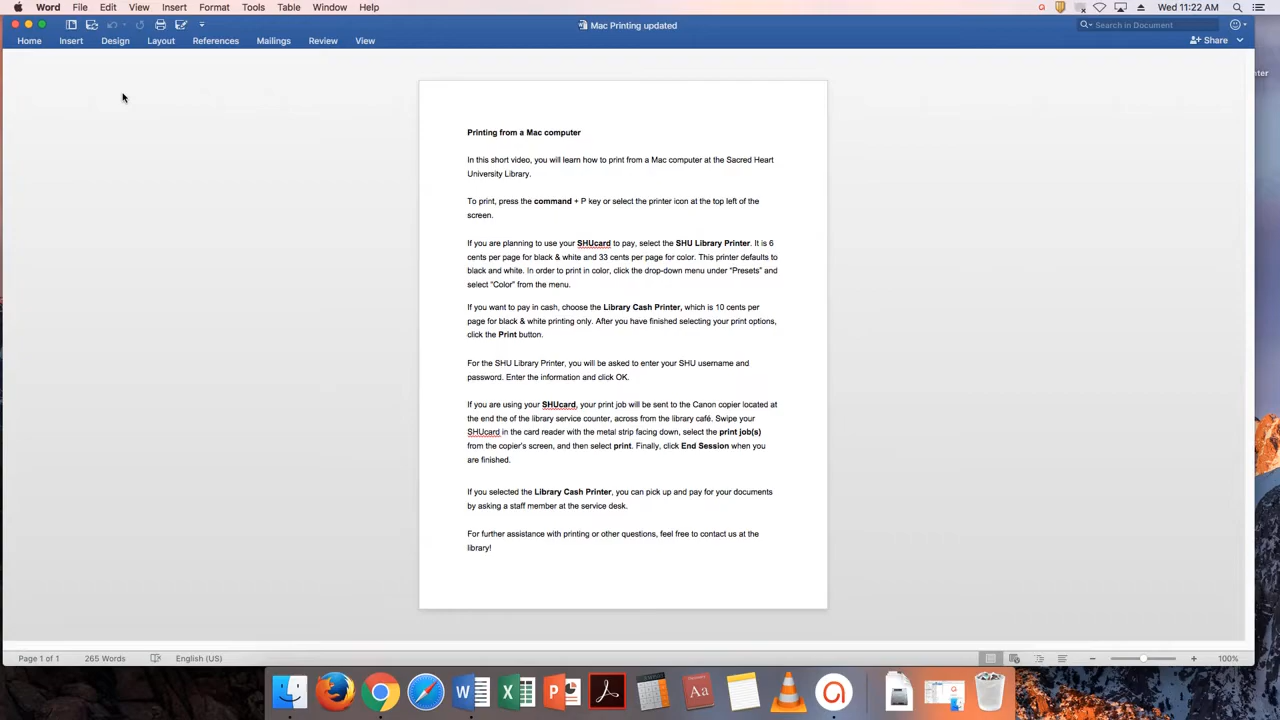 Word File Edit View Insert Format Tools Table Window Help Wed 11:22 AM
Mac Printing updated
Search in Document
Home Insert Design Layout References Mailings Review View
Share
Printing from a Mac computer
In this short video, you will learn how to print from a Mac computer at the Sacred Heart
University Library.
To print, press the command + P key or select the printer icon at the top left of the
screen.
If you are planning to use your SHUcard to pay, select the SHU Library Printer. It is 6
cents per page for black & white and 33 cents per page for color. This printer defaults to
black and white. In order to print in color, click the drop-down menu under “Presets” and
select “Color” from the menu.
If you want to pay in cash, choose the Library Cash Printer, which is 10 cents per
page for black & white printing only. After you have finished selecting your print options,
click the Print button.
For the SHU Library Printer, you will be asked to enter your SHU username and
password. Enter the information and click OK.
If you are using your SHUcard, your print job will be sent to the Canon copier located at
the end the of the library service counter, across from the library café. Swipe your
SHUcard in the card reader with the metal strip facing down, select the print job(s)
from the copier's screen, and then select print. Finally, click End Session when you
are finished.
If you selected the Library Cash Printer, you can pick up and pay for your documents
by asking a staff member at the service desk.
For further assistance with printing or other questions, feel free to contact us at the
library!
Page 1 of 1 265 Words English (US) 100%